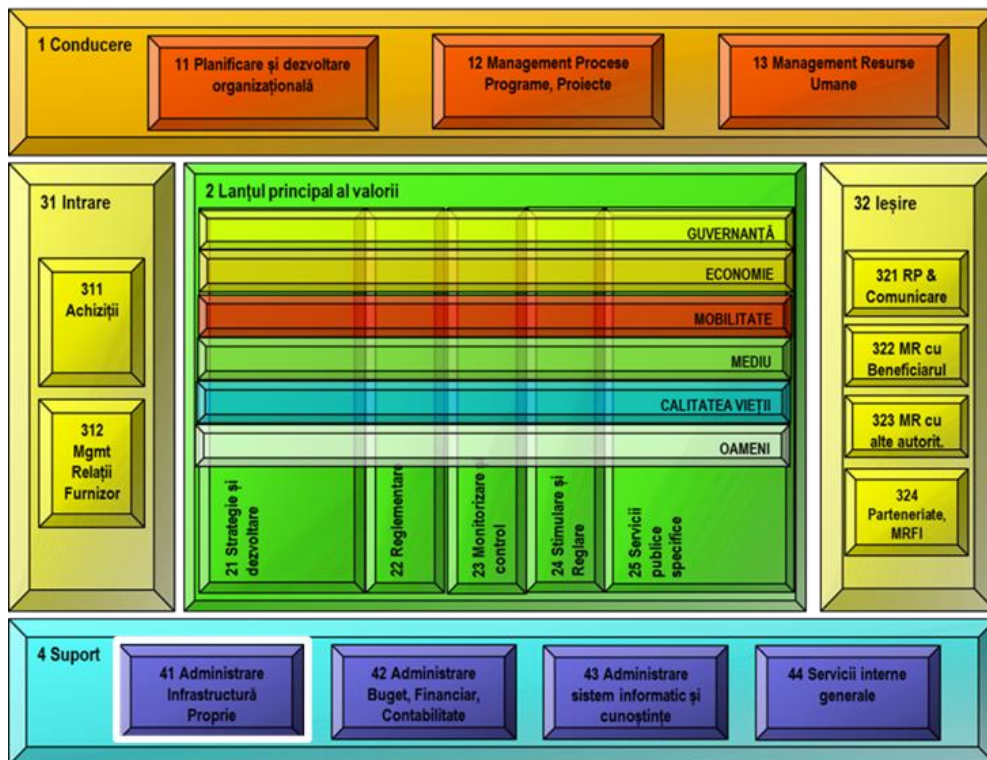 1 Conducere
11 Planificare și dezvoltare
organizațională
12 Management Procese
Programe, Proiecte
13 Management Resurse
Umane
31 Intrare
311
Achiziții
312
Mgmt
Relații
Furnizor
2 Lanțul principal al valorii
GUVERNANȚĂ
ECONOMIE
MOBILITATE
MEDIU
CALITATEA VIEȚII
OAMENI
21 Strategie și
dezvoltare
22 Reglementare
23 Monitorizare și
control
24 Stimulare și
Reglare
25 Servicii
publice
specifice
32 Ieșire
321 RP &
Comunicare
322 MR cu
Beneficiarul
323 MR cu
alte autorit.
324
Parteneriate,
MRFI
4 Suport
41 Administrare
Infrastructură
Proprie
42 Administrare
Buget, Financiar,
Contabilitate
43 Administrare
sistem informatic și
cunoștințe
44 Servicii interne
generale